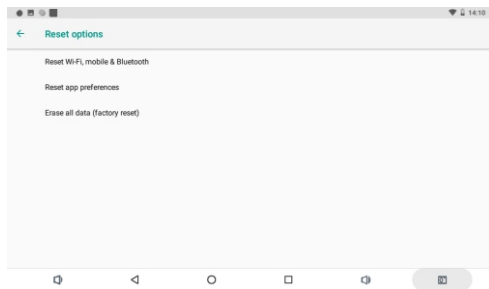 14:10
Reset options
Reset Wi-Fi, mobile & Bluetooth
Reset app preferences
Erase all data (factory reset)